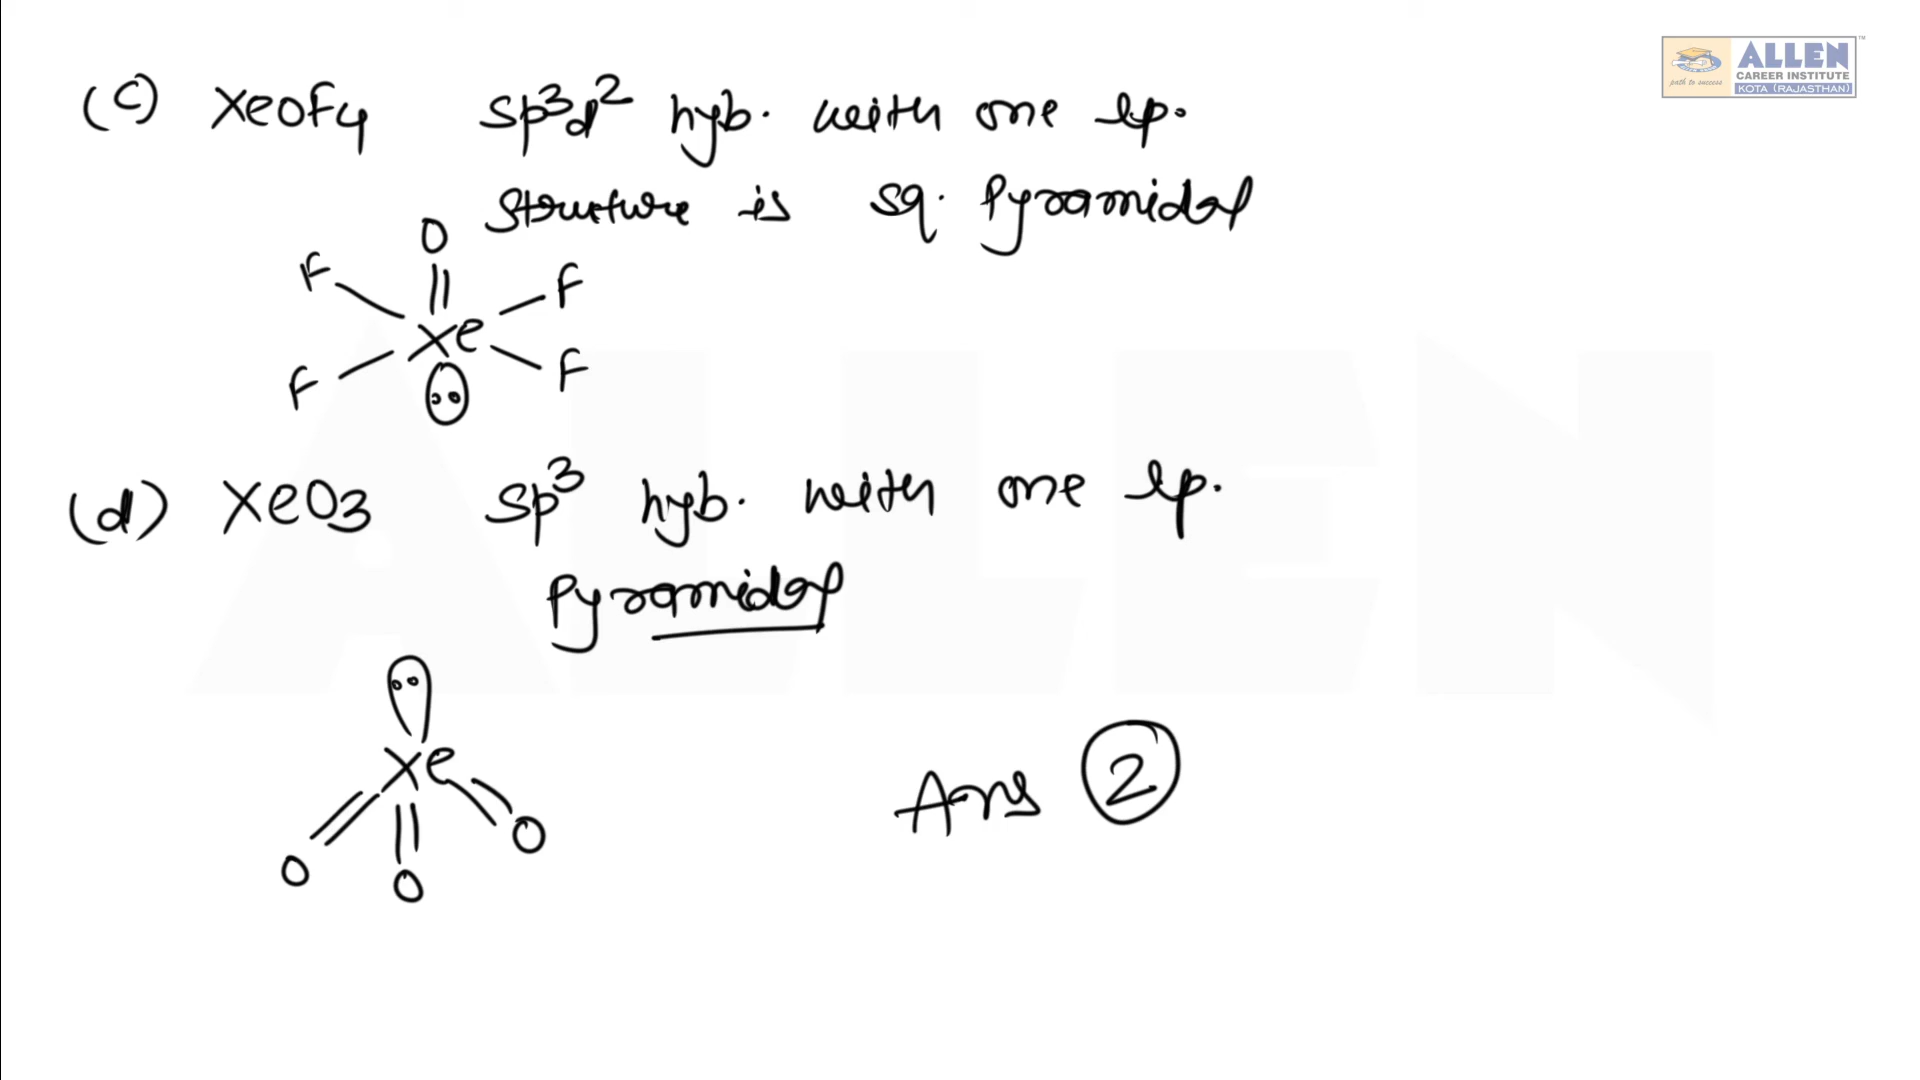 ALLEN™
path to success
CAREER INSTITUTE
KOTA (RAJASTHAN)
(C) XeOF4 Sp³d² hyb. with one lp.
Structure is Sq. Pyramidal
O
F F
Xe
F F
(d) XeO3 Sp³ hyb. with one lp.
Pyramidal
Xe
O O O
Ans 2
ALLEN